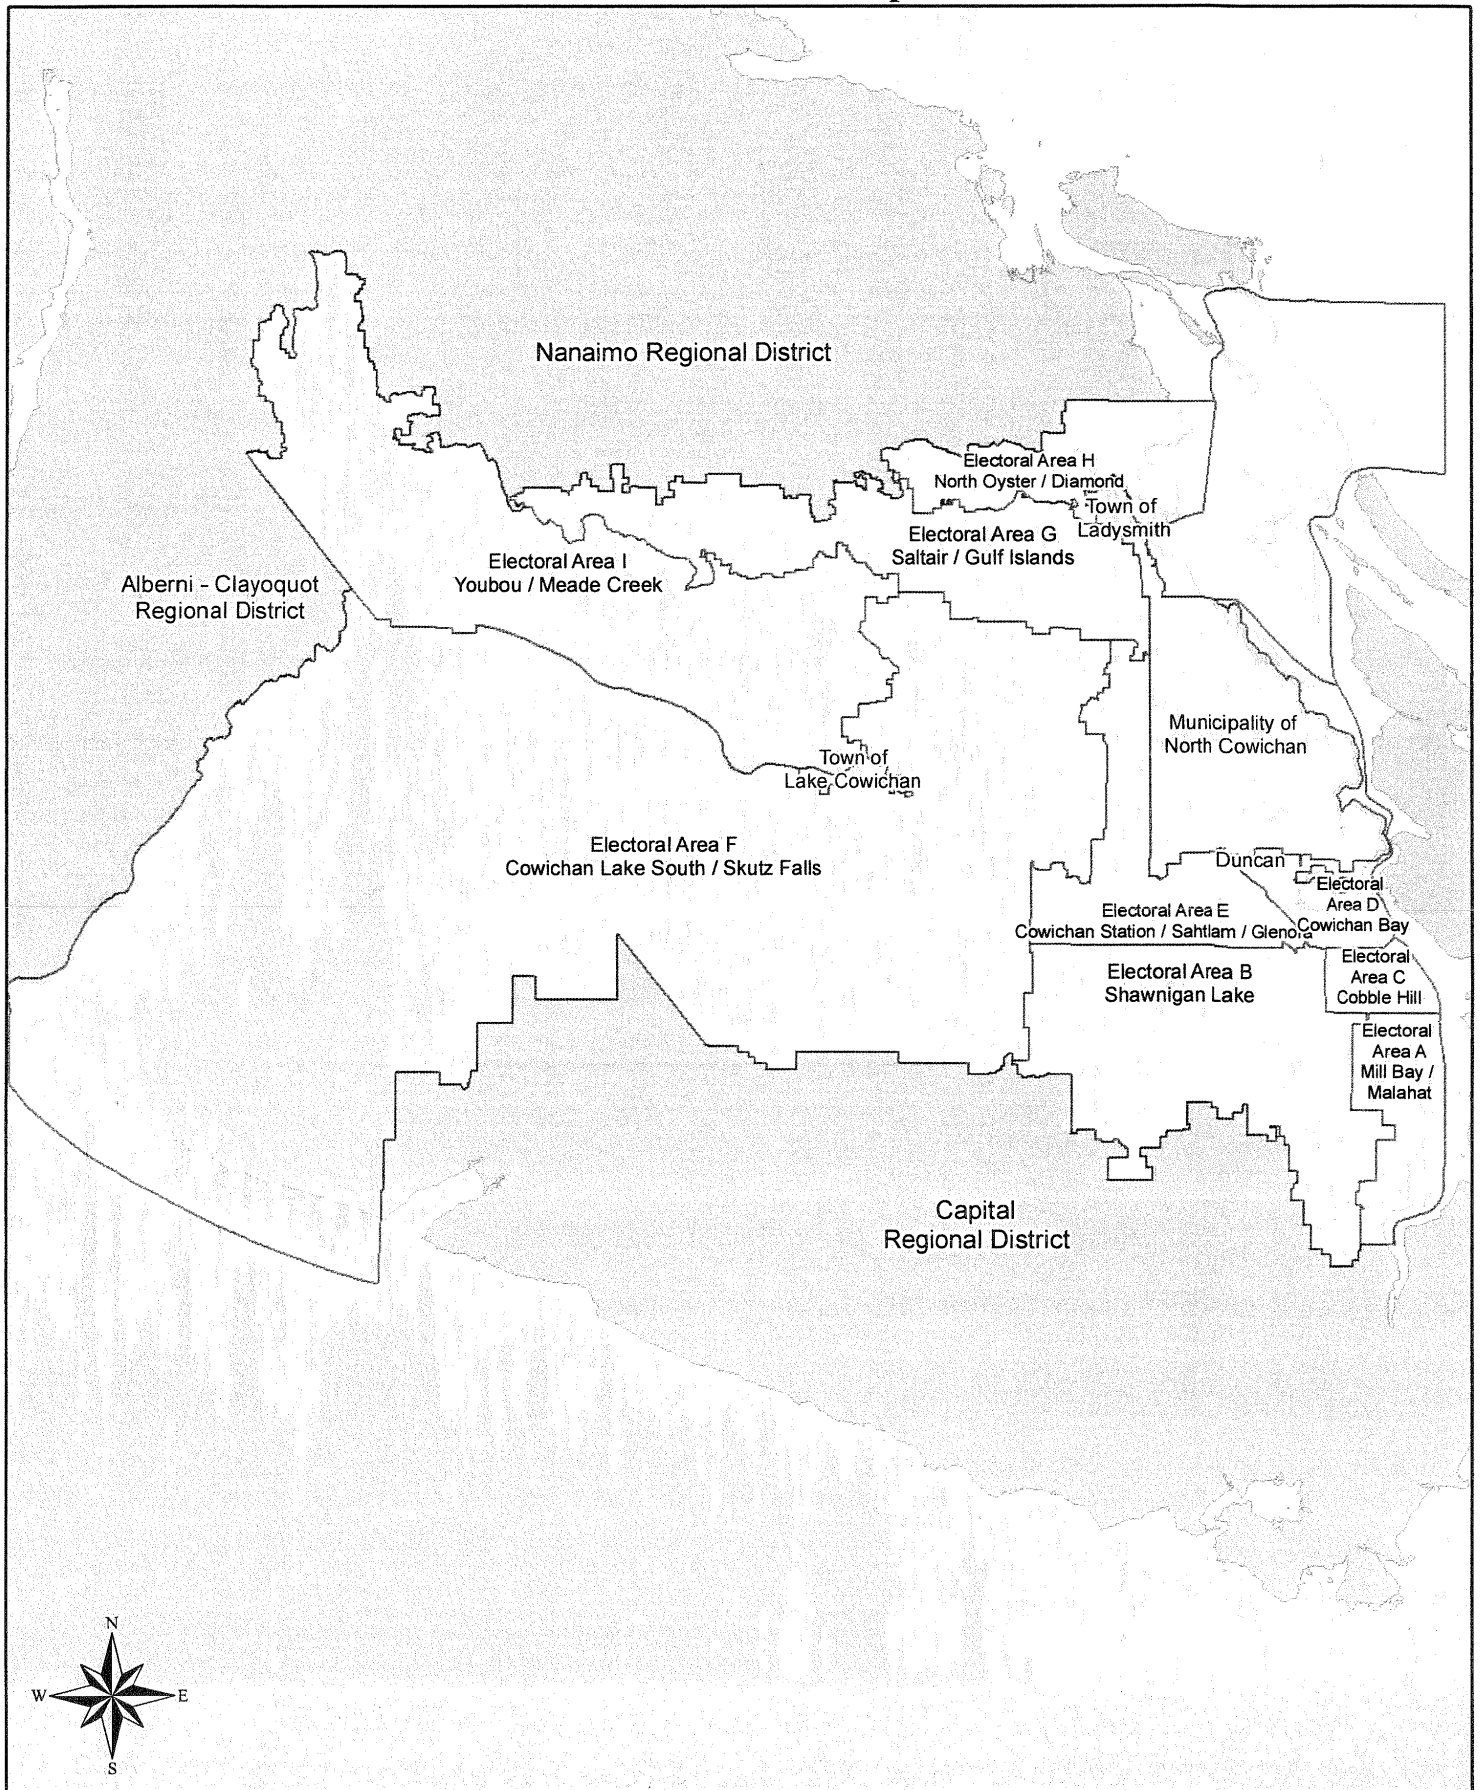 Nanaimo Regional District
Electoral Area H
North Oyster / Diamond
Town of
Ladysmith
Electoral Area G
Saltair / Gulf Islands
Electoral Area I
Youbou / Meade Creek
Alberni - Clayoquot
Regional District
Municipality of
North Cowichan
Town of
Lake Cowichan
Electoral Area F
Cowichan Lake South / Skutz Falls
Duncan
Electoral
Area D
Cowichan Bay
Electoral Area E
Cowichan Station / Sahtlam / Glenora
Electoral Area B
Shawnigan Lake
Electoral
Area C
Cobble Hill
Electoral
Area A
Mill Bay /
Malahat
Capital
Regional District
N
W
E
S